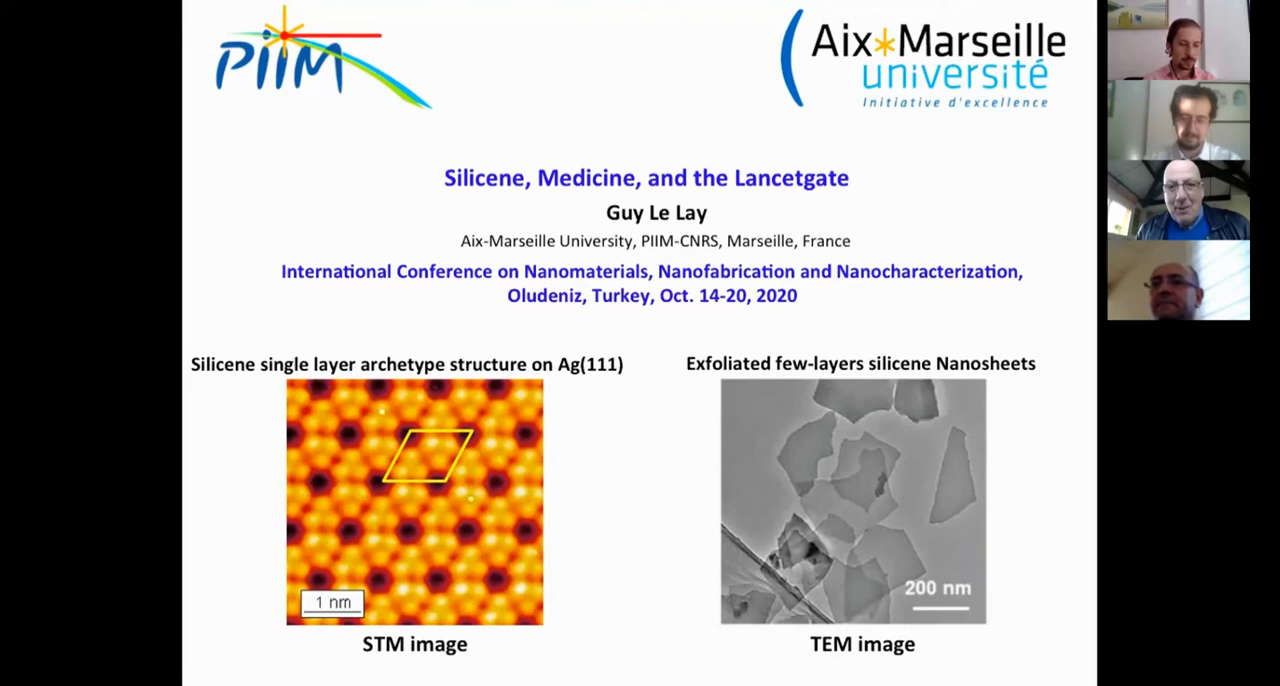 PIIM
Aix*Marseille
université
Initiative d'excellence
Silicene, Medicine, and the Lancetgate
Guy Le Lay
Aix-Marseille University, PIIM-CNRS, Marseille, France
International Conference on Nanomaterials, Nanofabrication and Nanocharacterization,
Oludeniz, Turkey, Oct. 14-20, 2020
Silicene single layer archetype structure on Ag(111)
Exfoliated few-layers silicene Nanosheets
1 nm
200 nm
STM image
TEM image